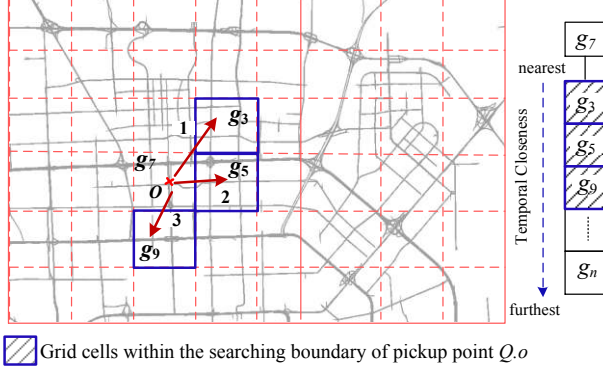 g3
1
g7
g5
o
2
3
g9
g7
nearest
g3
g5
g9
Temporal Closeness
gn
furthest
Grid cells within the searching boundary of pickup point Q.o